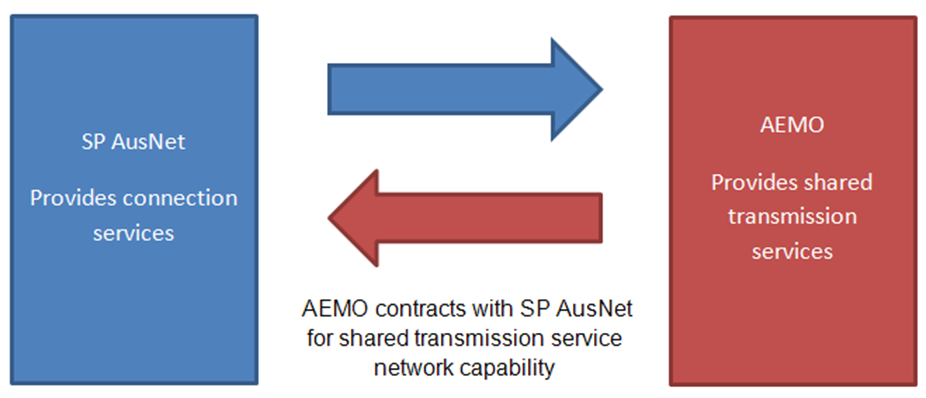 SP AusNet
Provides connection
services
AEMO
Provides shared
transmission
services
AEMO contracts with SP AusNet
for shared transmission service
network capability